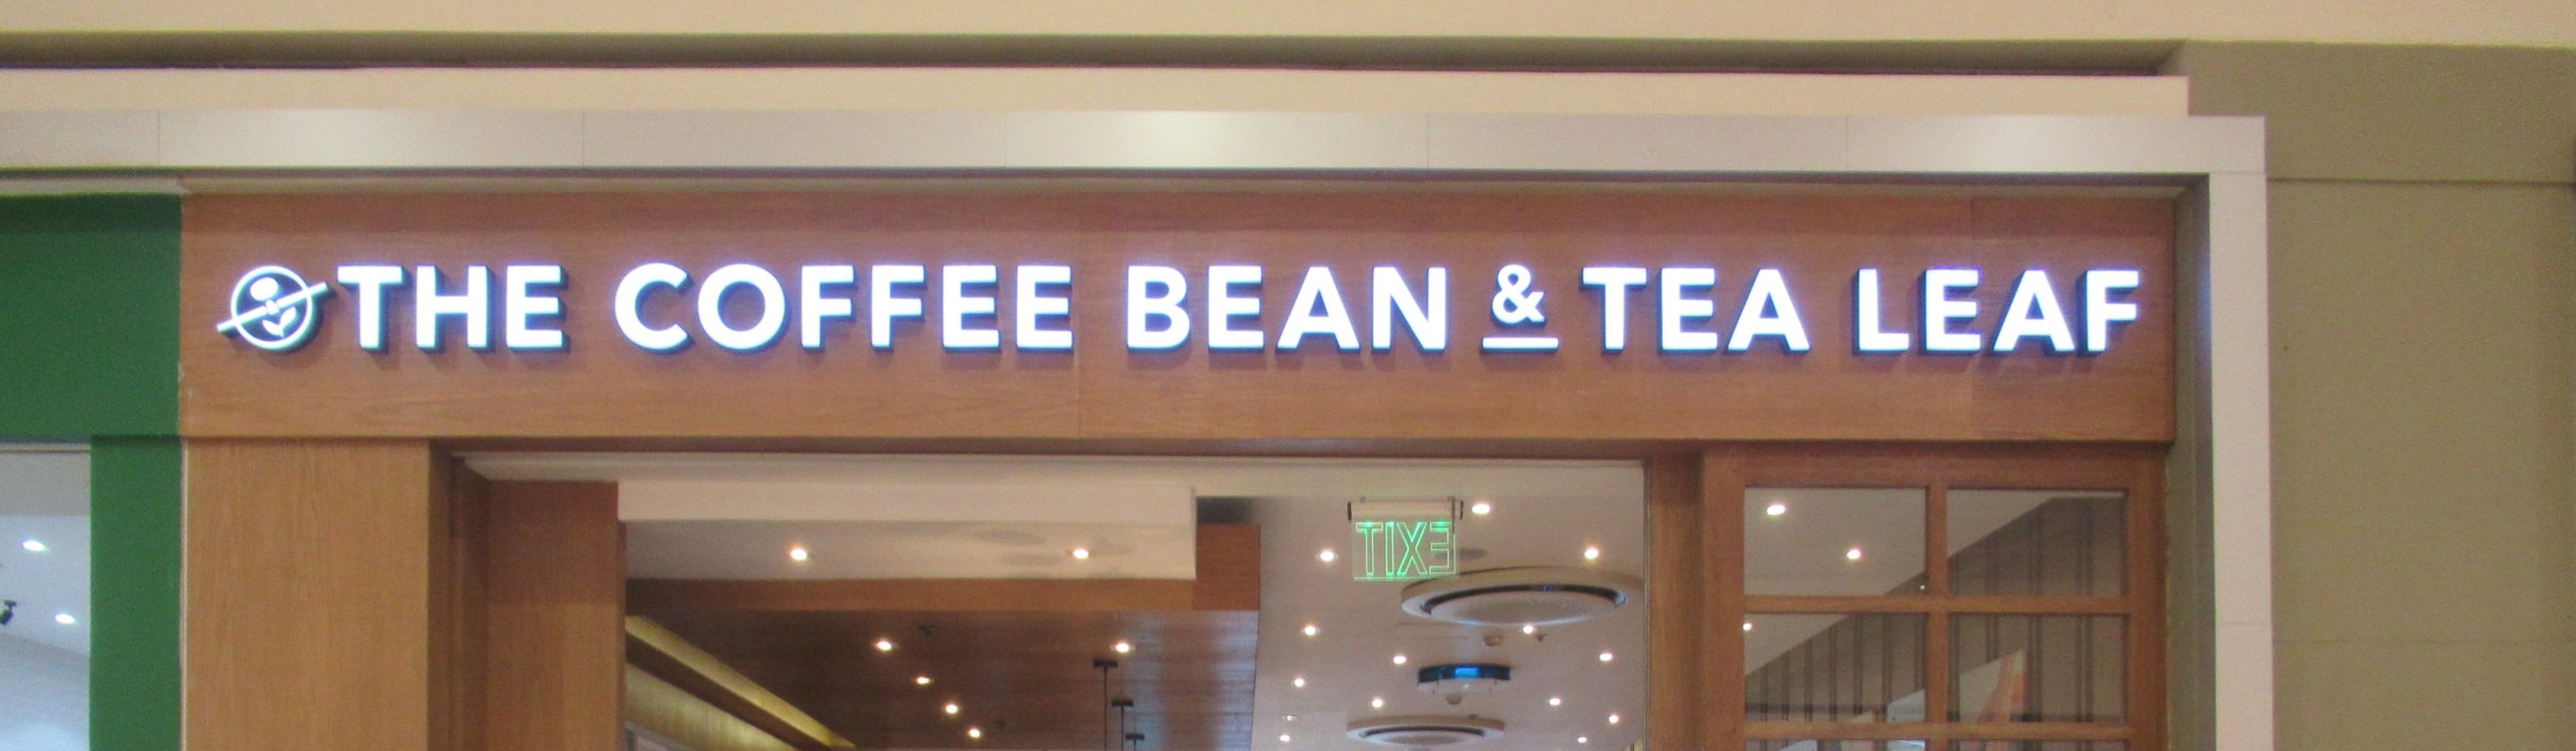 THE COFFEE BEAN & TEA LEAF
EXIT